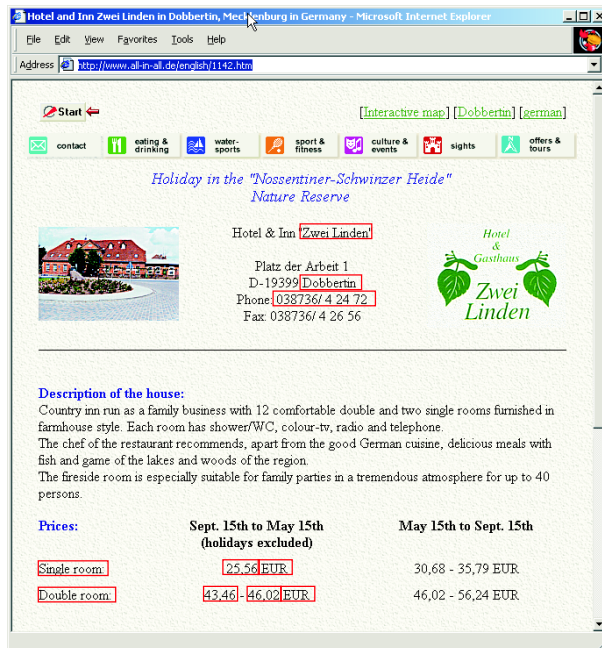 Hotel and Inn Zwei Linden in Dobbertin, Mecklenburg in Germany - Microsoft Internet Explorer
File Edit View Favorites Tools Help
Address http://www.all-in-all.de/english/1142.htm
Start [Interactive map] [Dobbertin] [german]
contact eating & drinking water-sports sport & fitness culture & events sights offers & tours
Holiday in the "Nossentiner-Schwinzer Heide"
Nature Reserve
Hotel & Inn 'Zwei Linden'
Platz der Arbeit 1
D-19399 Dobbertin
Phone: 038736/ 4 24 72
Fax: 038736/ 4 26 56
Hotel
&
Gasthaus
Zwei
Linden
Description of the house:
Country inn run as a family business with 12 comfortable double and two single rooms furnished in
farmhouse style. Each room has shower/WC, colour-tv, radio and telephone.
The chef of the restaurant recommends, apart from the good German cuisine, delicious meals with
fish and game of the lakes and woods of the region.
The fireside room is especially suitable for family parties in a tremendous atmosphere for up to 40
persons.
Prices: Sept. 15th to May 15th May 15th to Sept. 15th
(holidays excluded)
Single room: 25,56 EUR 30,68 - 35,79 EUR
Double room: 43,46 - 46,02 EUR 46,02 - 56,24 EUR